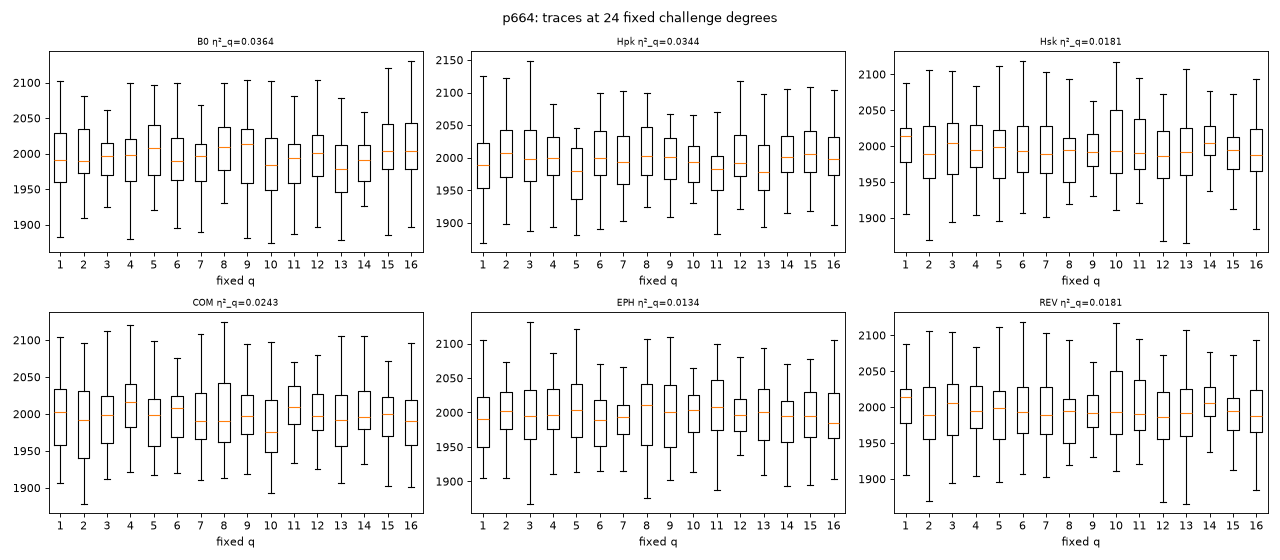 p664: traces at 24 fixed challenge degrees
B0 η²_q=0.0364
2100
2050
2000
1950
1900
1 2 3 4 5 6 7 8 9 10 11 12 13 14 15 16
fixed q
Hpk η²_q=0.0344
2150
2100
2050
2000
1950
1900
1 2 3 4 5 6 7 8 9 10 11 12 13 14 15 16
fixed q
Hsk η²_q=0.0181
2100
2050
2000
1950
1900
1 2 3 4 5 6 7 8 9 10 11 12 13 14 15 16
fixed q
COM η²_q=0.0243
2100
2050
2000
1950
1900
1 2 3 4 5 6 7 8 9 10 11 12 13 14 15 16
fixed q
EPH η²_q=0.0134
2100
2050
2000
1950
1900
1 2 3 4 5 6 7 8 9 10 11 12 13 14 15 16
fixed q
REV η²_q=0.0181
2100
2050
2000
1950
1900
1 2 3 4 5 6 7 8 9 10 11 12 13 14 15 16
fixed q